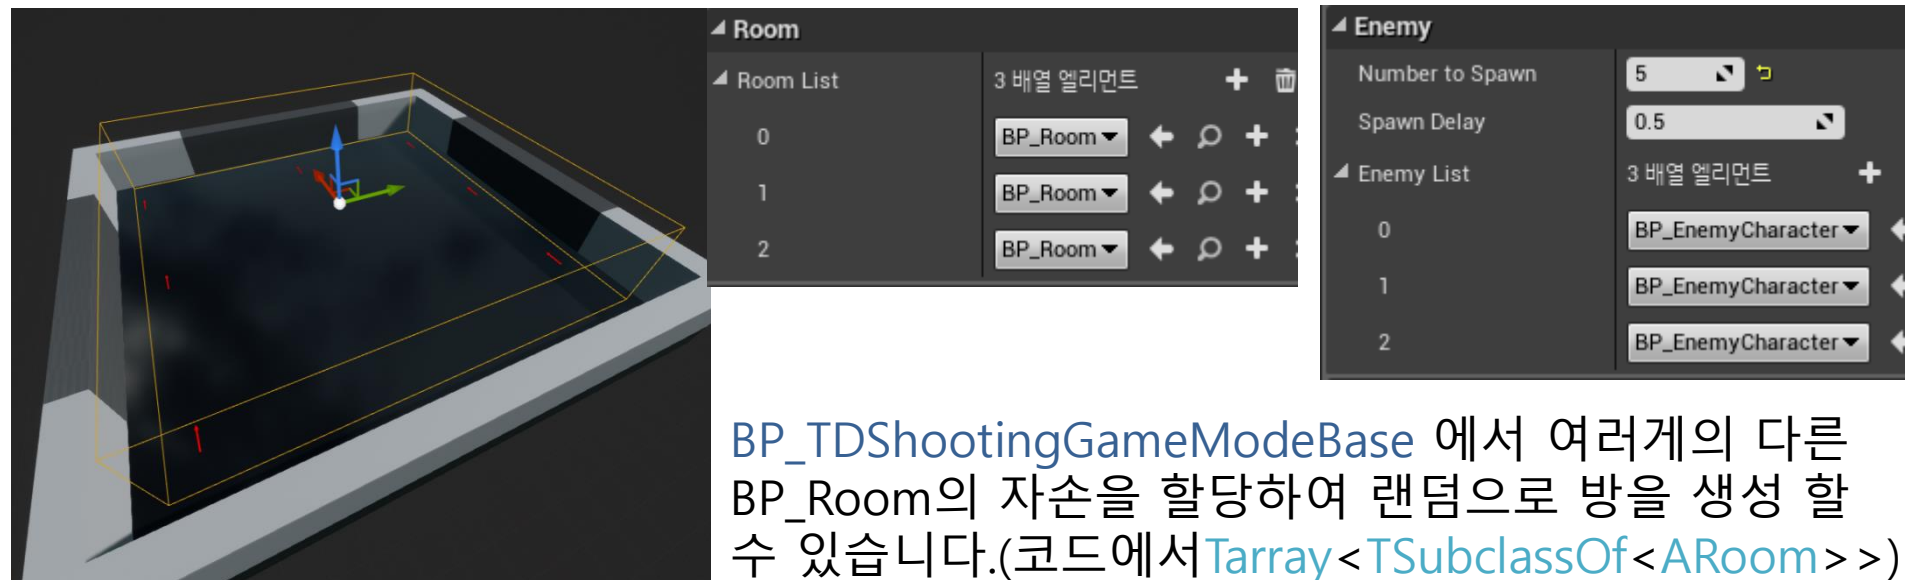 Room
Room List 3 배열 엘리먼트
0 BP_Room
1 BP_Room
2 BP_Room
Enemy
Number to Spawn 5
Spawn Delay 0.5
Enemy List 3 배열 엘리먼트
0 BP_EnemyCharacter
1 BP_EnemyCharacter
2 BP_EnemyCharacter
BP_TDShootingGameModeBase 에서 여러게의 다른
BP_Room의 자손을 할당하여 랜덤으로 방을 생성 할
수 있습니다.(코드에서Tarray<TSubclassOf<ARoom>>)